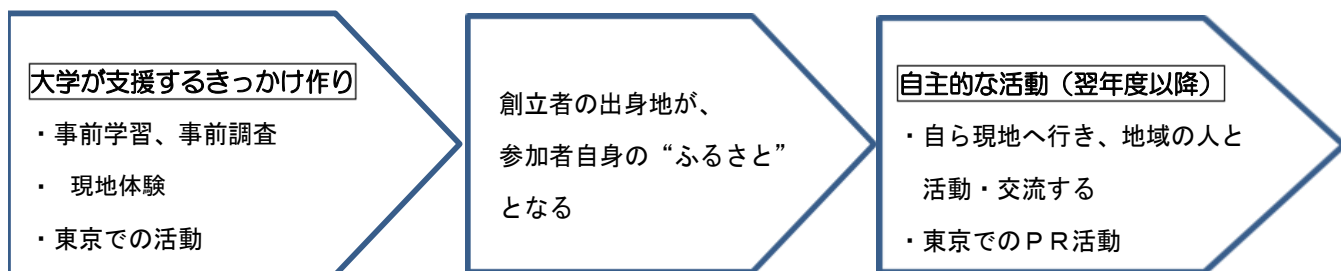 大学が支援するきっかけ作り
・事前学習、事前調査
・ 現地体験
・東京での活動
創立者の出身地が、
参加者自身の“ふるさと”
となる
自主的な活動（翌年度以降）
・自ら現地へ行き、地域の人と
活動・交流する
・東京でのＰＲ活動